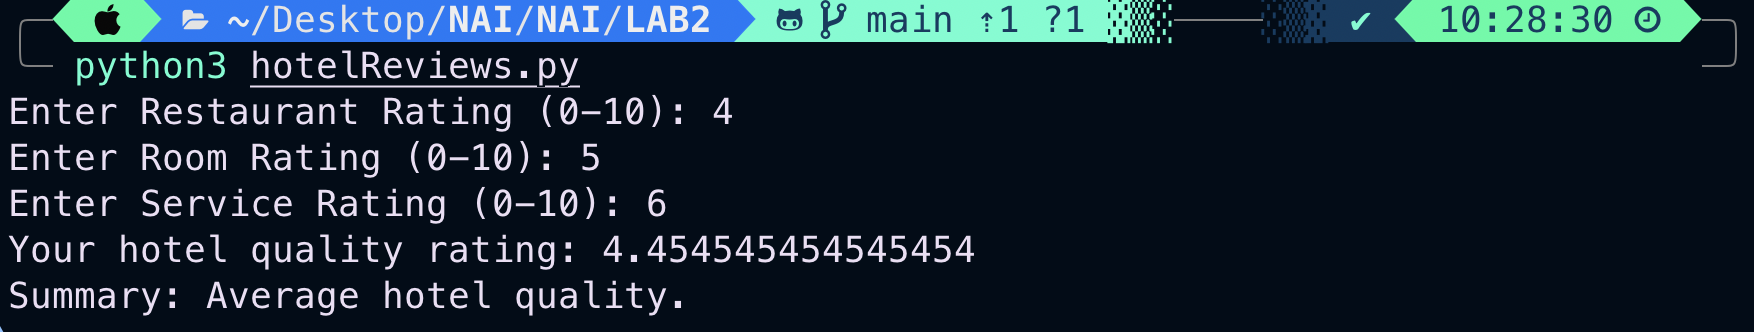 ~/Desktop/NAI/NAI/LAB2 main ⇡1 ?1 ✔ 10:28:30
python3 hotelReviews.py
Enter Restaurant Rating (0-10): 4
Enter Room Rating (0-10): 5
Enter Service Rating (0-10): 6
Your hotel quality rating: 4.454545454545454
Summary: Average hotel quality.